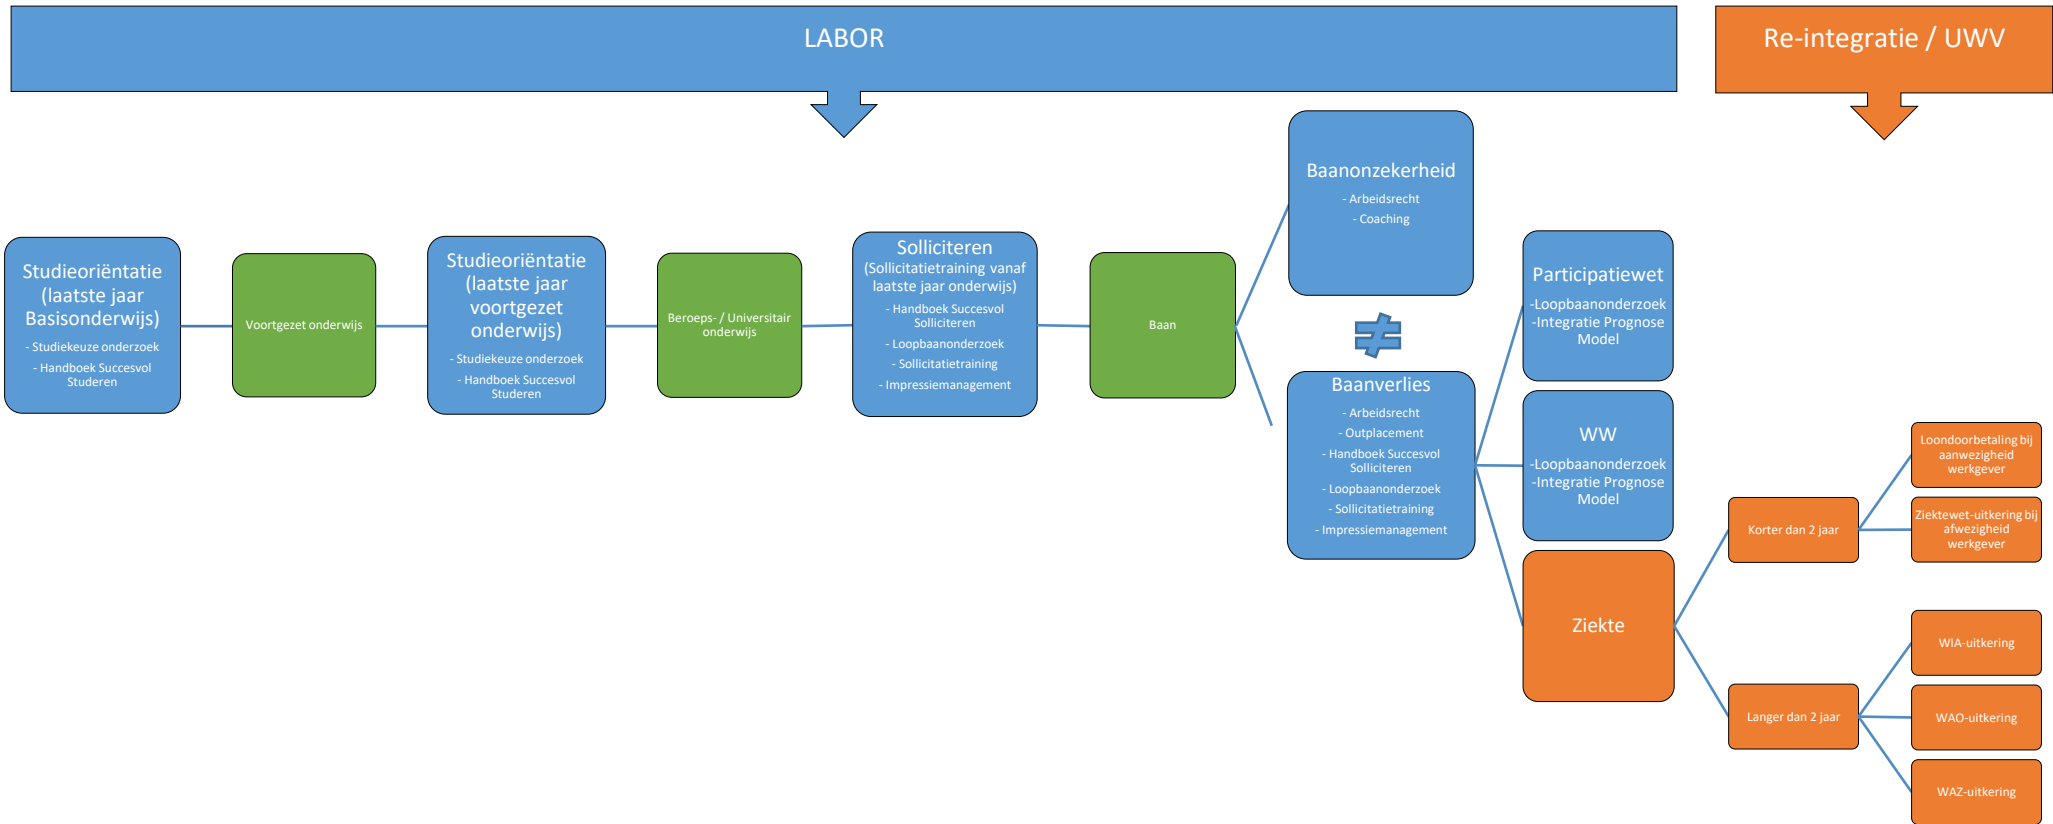 LABOR
Re-integratie / UWV
Studieoriëntatie
(laatste jaar
Basisonderwijs)
- Studiekeuze onderzoek
- Handboek Succesvol
Studeren
Voortgezet onderwijs
Studieoriëntatie
(laatste jaar
voortgezet
onderwijs)
- Studiekeuze onderzoek
- Handboek Succesvol
Studeren
Beroeps- / Universitair
onderwijs
Solliciteren
(Sollicitatietraining vanaf
laatste jaar onderwijs)
- Handboek Succesvol
Solliciteren
- Loopbaanonderzoek
- Sollicitatietraining
- Impressiemanagement
Baan
Baanonzekerheid
- Arbeidsrecht
- Coaching
≠
Baanverlies
- Arbeidsrecht
- Outplacement
- Handboek Succesvol
Solliciteren
- Loopbaanonderzoek
- Sollicitatietraining
- Impressiemanagement
Participatiewet
-Loopbaanonderzoek
-Integratie Prognose
Model
WW
-Loopbaanonderzoek
-Integratie Prognose
Model
Ziekte
Korter dan 2 jaar
Loondoorbetaling bij
aanwezigheid
werkgever
Ziektewet-uitkering bij
afwezigheid
werkgever
Langer dan 2 jaar
WIA-uitkering
WAO-uitkering
WAZ-uitkering